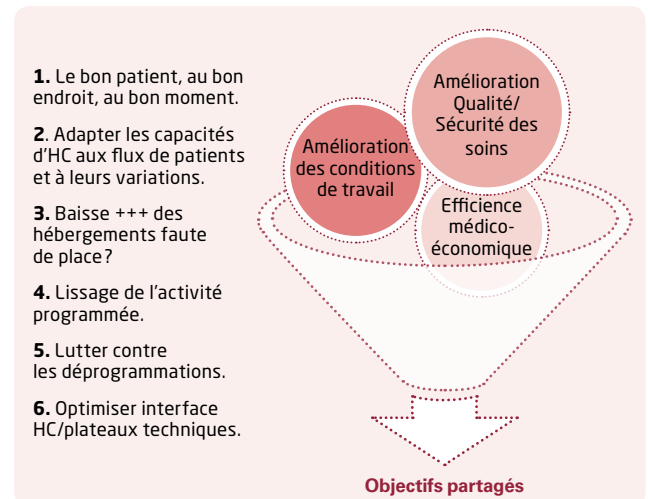 1. Le bon patient, au bon
endroit, au bon moment.
2. Adapter les capacités
d'HC aux flux de patients
et à leurs variations.
3. Baisse +++ des
hébergements faute
de place?
4. Lissage de l'activité
programmée.
5. Lutter contre
les déprogrammations.
6. Optimiser interface
HC/plateaux techniques.
Amélioration
Qualité/
Sécurité des
soins
Amélioration
des conditions
de travail
Efficience
médico-
économique
Objectifs partagés